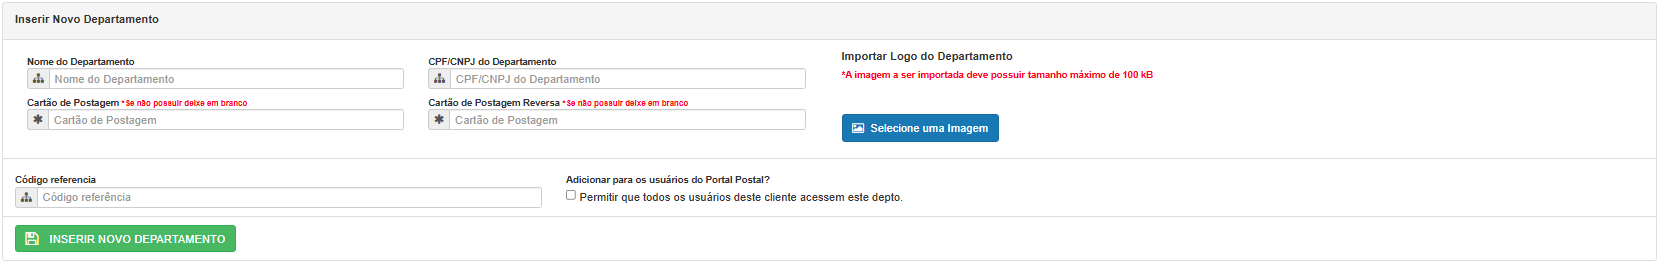 Inserir Novo Departamento
Nome do Departamento
Nome do Departamento
CPF/CNPJ do Departamento
CPF/CNPJ do Departamento
Importar Logo do Departamento
*A imagem a ser importada deve possuir tamanho máximo de 100 kB
Cartão de Postagem *Se não possuir deixe em branco
Cartão de Postagem
Cartão de Postagem Reversa *Se não possuir deixe em branco
Cartão de Postagem
Selecione uma Imagem
Código referencia
Código referência
Adicionar para os usuários do Portal Postal?
Permitir que todos os usuários deste cliente acessem este depto.
INSERIR NOVO DEPARTAMENTO